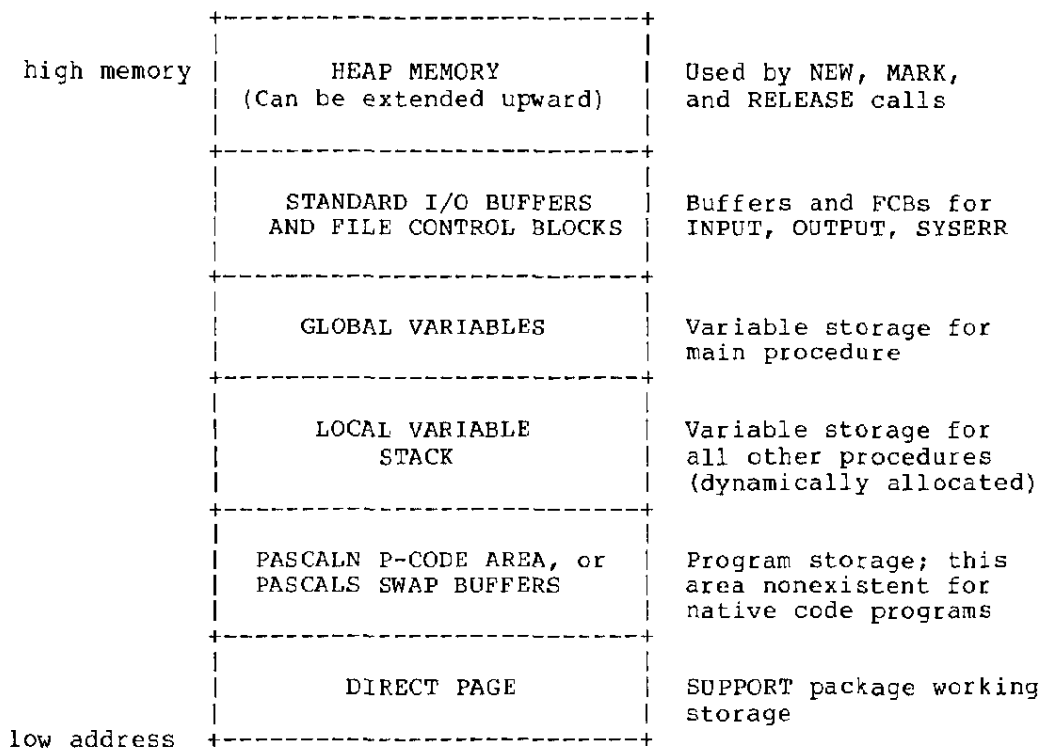 high memory HEAP MEMORY Used by NEW, MARK,
(Can be extended upward) and RELEASE calls
STANDARD I/O BUFFERS Buffers and FCBs for
AND FILE CONTROL BLOCKS INPUT, OUTPUT, SYSERR
GLOBAL VARIABLES Variable storage for
main procedure
LOCAL VARIABLE Variable storage for
STACK all other procedures
(dynamically allocated)
PASCALN P-CODE AREA, or Program storage; this
PASCALS SWAP BUFFERS area nonexistent for
native code programs
DIRECT PAGE SUPPORT package working
storage
low address